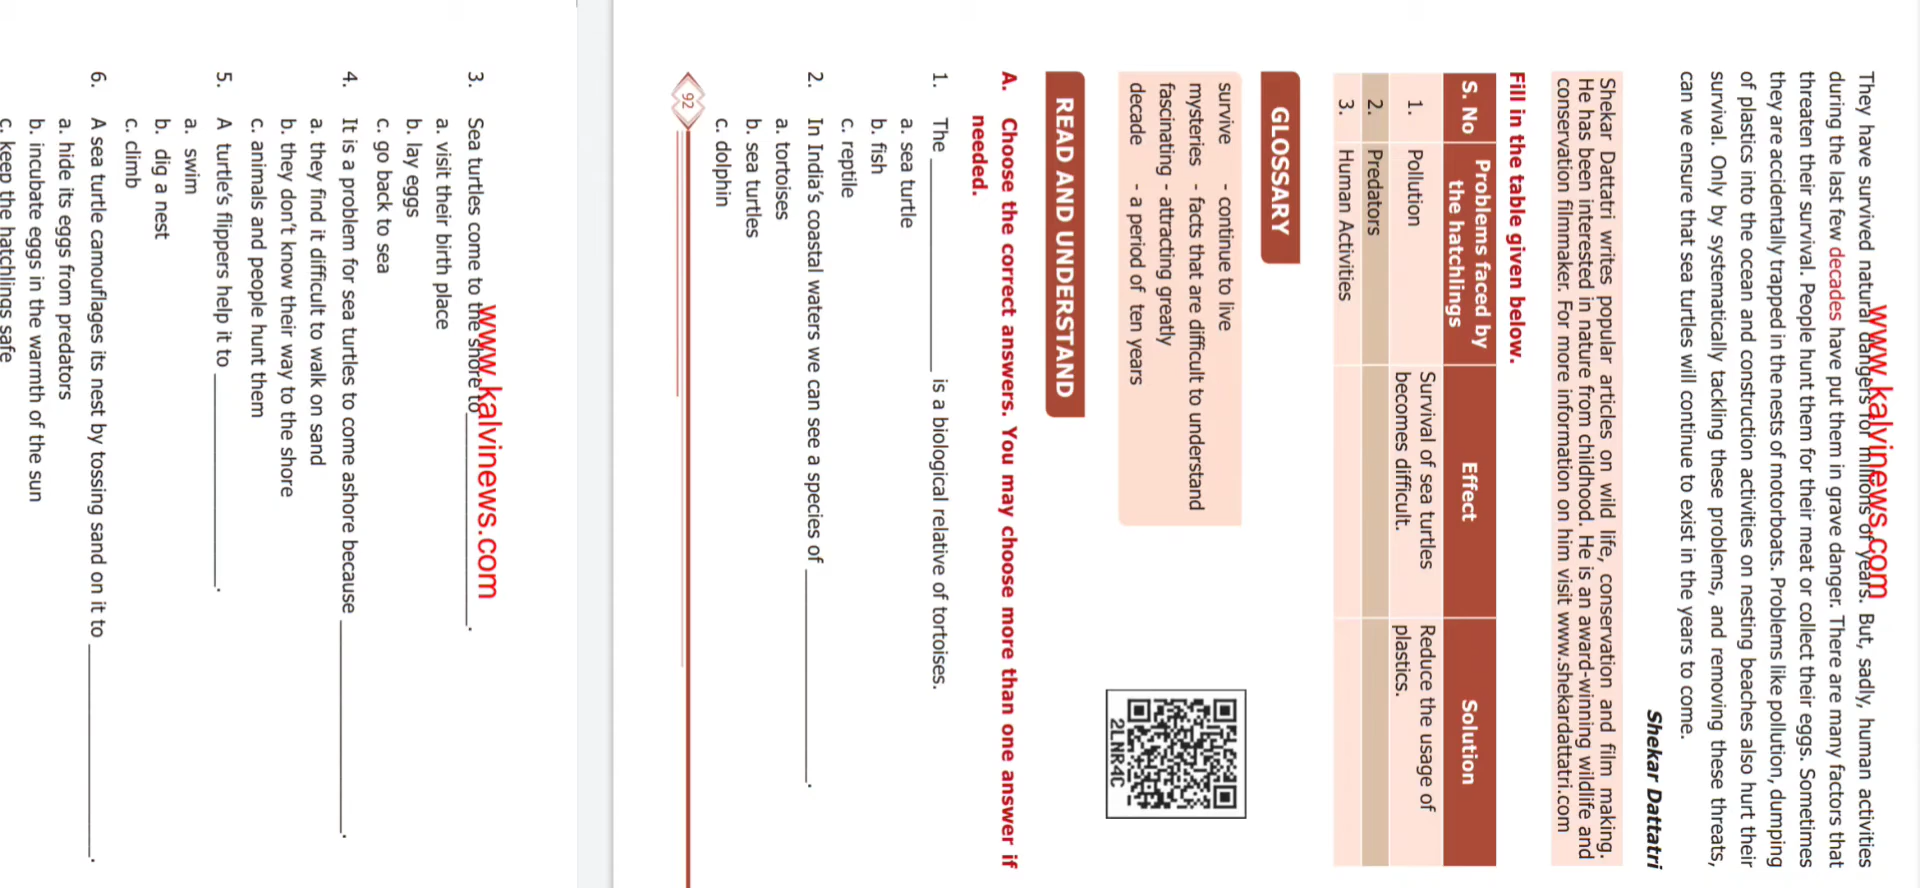 www.kalvinews.com
They have survived natural dangers for millions of years. But, sadly, human activities
during the last few decades have put them in grave danger. There are many factors that
threaten their survival. People hunt them for their meat or collect their eggs. Sometimes
they are accidentally trapped in the nests of motorboats. Problems like pollution, dumping
of plastics into the ocean and construction activities on nesting beaches also hurt their
survival. Only by systematically tackling these problems, and removing these threats,
can we ensure that sea turtles will continue to exist in the years to come.
Shekar Dattatri
Shekar Dattatri writes popular articles on wild life, conservation and film making.
He has been interested in nature from childhood. He is an award-winning wildlife and
conservation filmmaker. For more information on him visit www.shekardattatri.com
Fill in the table given below.
S. No Problems faced by the hatchlings Effect Solution
1. Pollution Survival of sea turtles becomes difficult. Reduce the usage of plastics.
2. Predators
3. Human Activities
GLOSSARY
survive - continue to live
mysteries - facts that are difficult to understand
fascinating - attracting greatly
decade - a period of ten years
2LNR4C
READ AND UNDERSTAND
A. Choose the correct answers. You may choose more than one answer if
needed.
1. The ____________ is a biological relative of tortoises.
a. sea turtle
b. fish
c. reptile
2. In India's coastal waters we can see a species of ____________.
a. tortoises
b. sea turtles
c. dolphin
92
www.kalvinews.com
3. Sea turtles come to the shore to ____________.
a. visit their birth place
b. lay eggs
c. go back to sea
4. It is a problem for sea turtles to come ashore because ____________.
a. they find it difficult to walk on sand
b. they don't know their way to the shore
c. animals and people hunt them
5. A turtle's flippers help it to ____________.
a. swim
b. dig a nest
c. climb
6. A sea turtle camouflages its nest by tossing sand on it to ____________.
a. hide its eggs from predators
b. incubate eggs in the warmth of the sun
c. keep the hatchlings safe